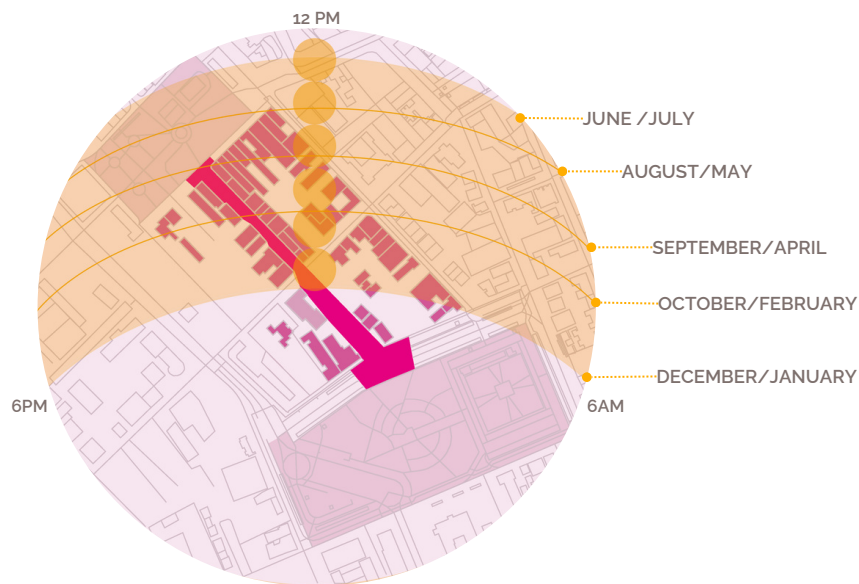 12 PM
JUNE /JULY
AUGUST/MAY
SEPTEMBER/APRIL
OCTOBER/FEBRUARY
DECEMBER/JANUARY
6PM
6AM